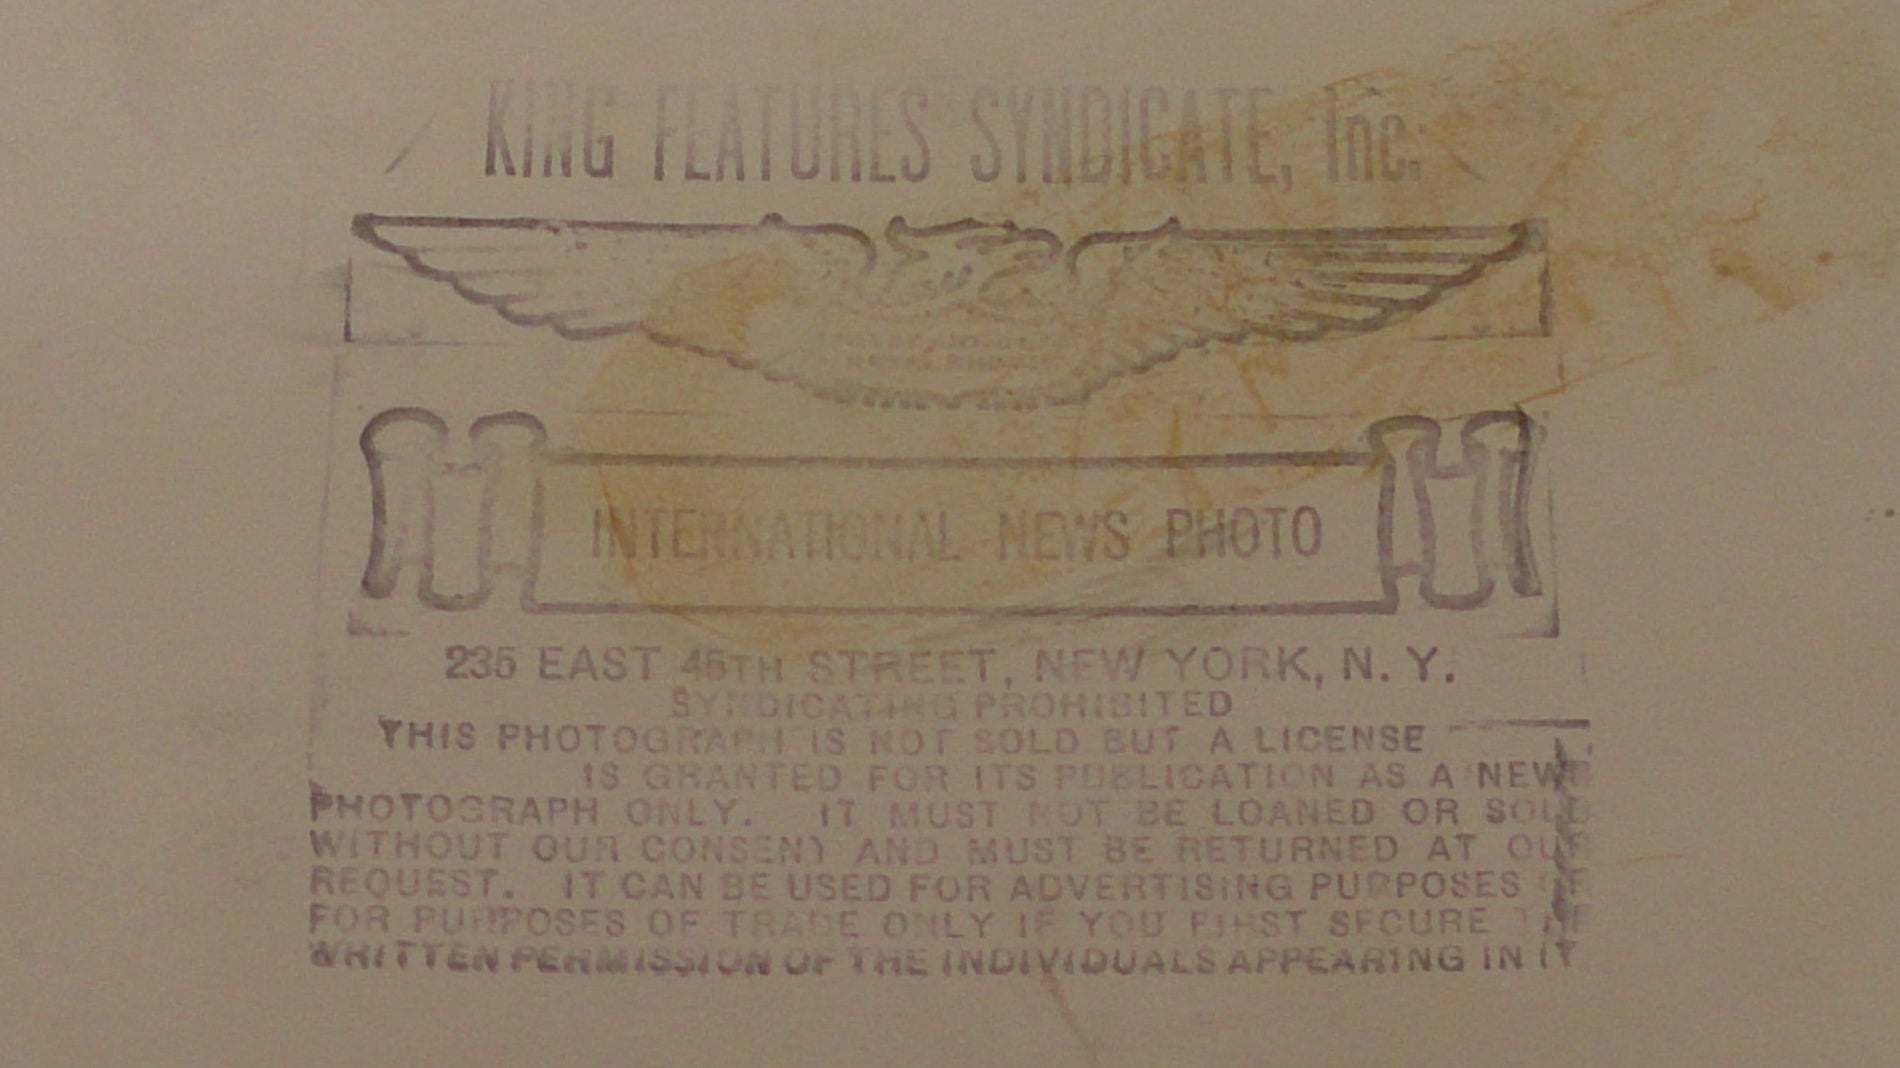 KING FEATURES SYNDICATE, Inc.
INTERNATIONAL NEWS PHOTO
235 EAST 45TH STREET, NEW YORK, N. Y.
SYNDICATING PROHIBITED
THIS PHOTOGRAPH IS NOT SOLD BUT A LICENSE
IS GRANTED FOR ITS PUBLICATION AS A NEWS
PHOTOGRAPH ONLY. IT MUST NOT BE LOANED OR SOLD
WITHOUT OUR CONSENT AND MUST BE RETURNED AT OUR
REQUEST. IT CAN BE USED FOR ADVERTISING PURPOSES OR
FOR PURPOSES OF TRADE ONLY IF YOU FIRST SECURE THE
WRITTEN PERMISSION OF THE INDIVIDUALS APPEARING IN IT